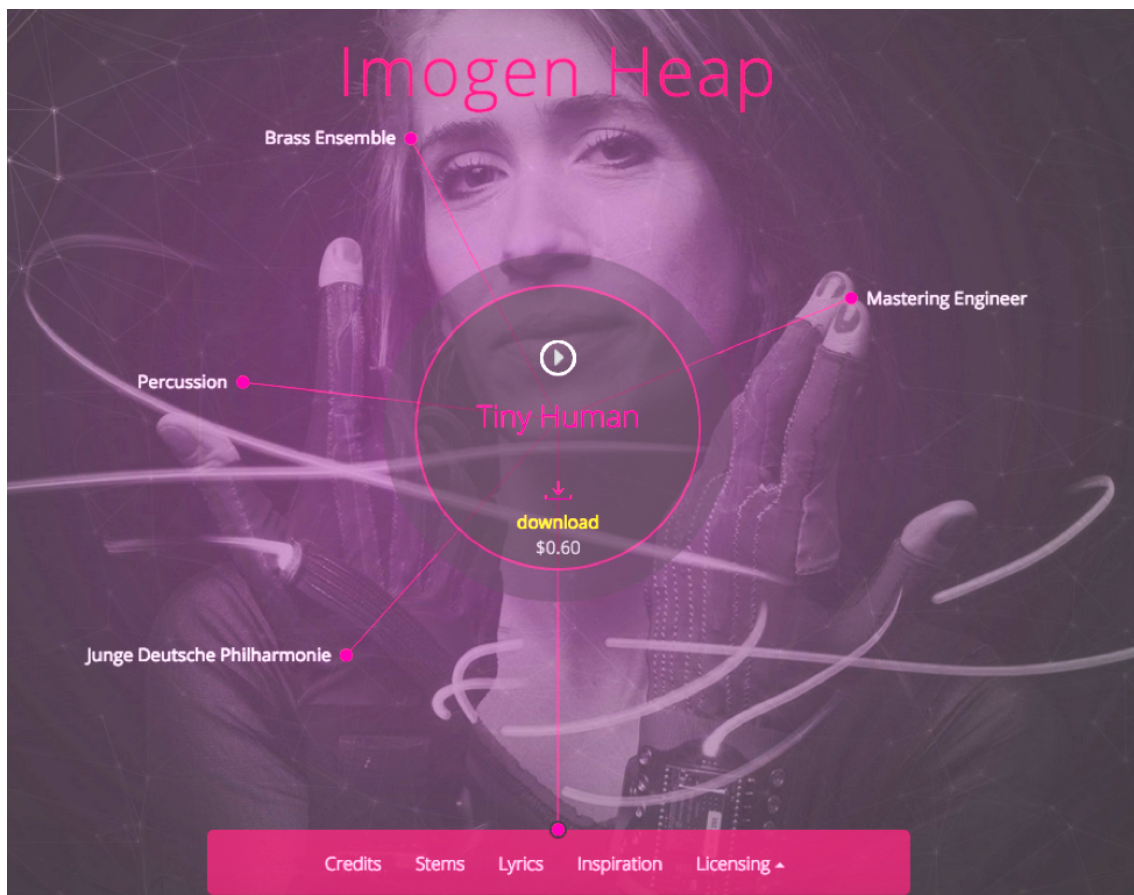 Imogen Heap
Brass Ensemble
Mastering Engineer
Percussion
Tiny Human
download
$0.60
Junge Deutsche Philharmonie
Credits Stems Lyrics Inspiration Licensing